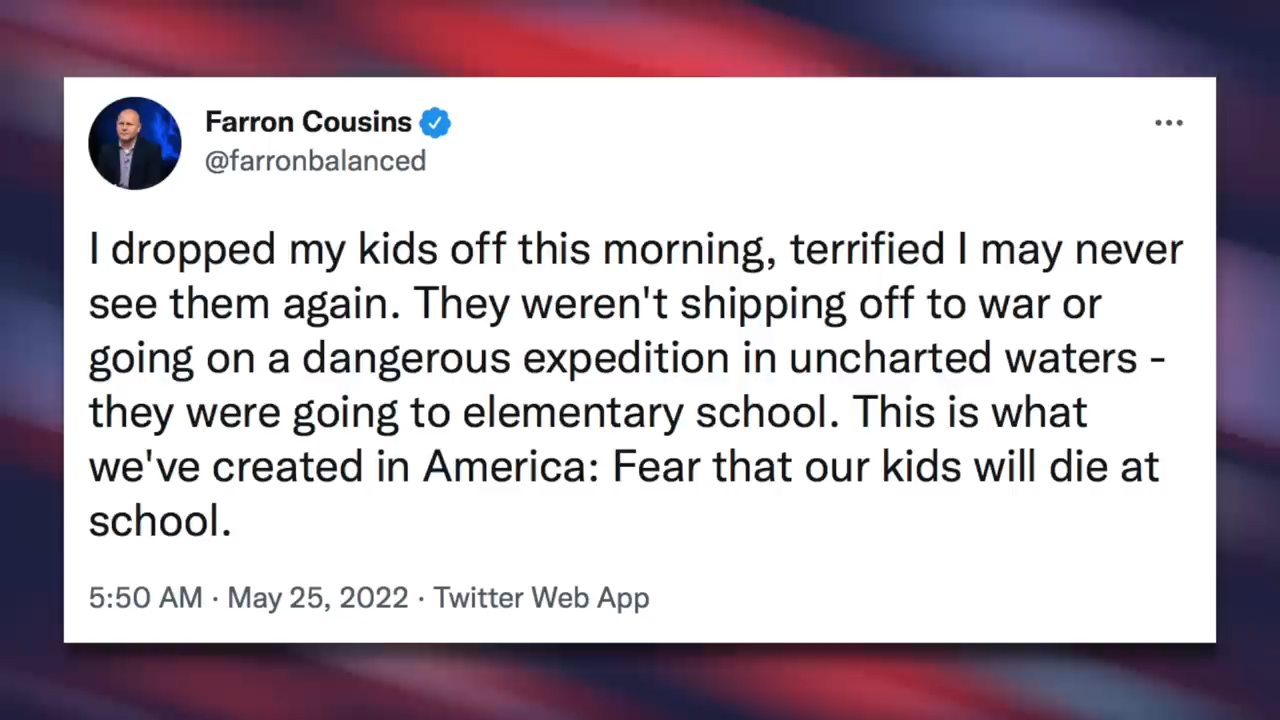 Farron Cousins
@farronbalanced
I dropped my kids off this morning, terrified I may never
see them again. They weren't shipping off to war or
going on a dangerous expedition in uncharted waters -
they were going to elementary school. This is what
we've created in America: Fear that our kids will die at
school.
5:50 AM · May 25, 2022 · Twitter Web App